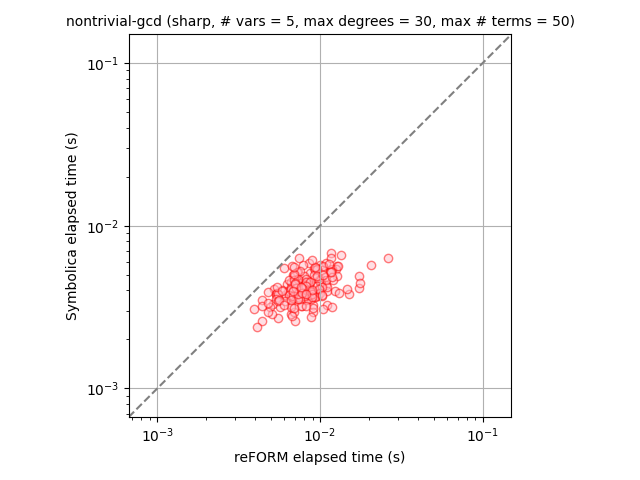 nontrivial-gcd (sharp, # vars = 5, max degrees = 30, max # terms = 50)
10⁻¹
10⁻²
10⁻³
Symbolica elapsed time (s)
10⁻³
10⁻²
10⁻¹
reFORM elapsed time (s)